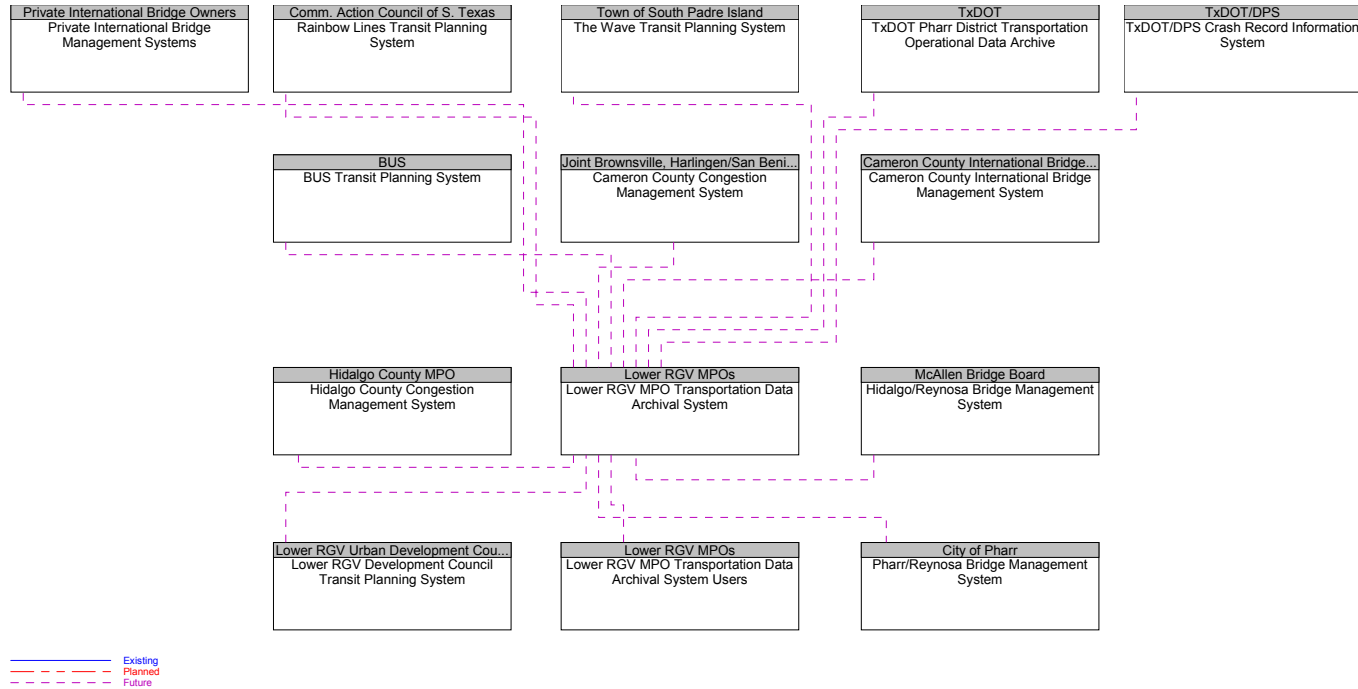 Private International Bridge Owners
Private International Bridge
Management Systems
Comm. Action Council of S. Texas
Rainbow Lines Transit Planning
System
Town of South Padre Island
The Wave Transit Planning System
TxDOT
TxDOT Pharr District Transportation
Operational Data Archive
TxDOT/DPS
TxDOT/DPS Crash Record Information
System
BUS
BUS Transit Planning System
Joint Brownsville, Harlingen/San Beni...
Cameron County Congestion
Management System
Cameron County International Bridge...
Cameron County International Bridge
Management System
Hidalgo County MPO
Hidalgo County Congestion
Management System
Lower RGV MPOs
Lower RGV MPO Transportation Data
Archival System
McAllen Bridge Board
Hidalgo/Reynosa Bridge Management
System
Lower RGV Urban Development Cou...
Lower RGV Development Council
Transit Planning System
Lower RGV MPOs
Lower RGV MPO Transportation Data
Archival System Users
City of Pharr
Pharr/Reynosa Bridge Management
System
Existing
Planned
Future